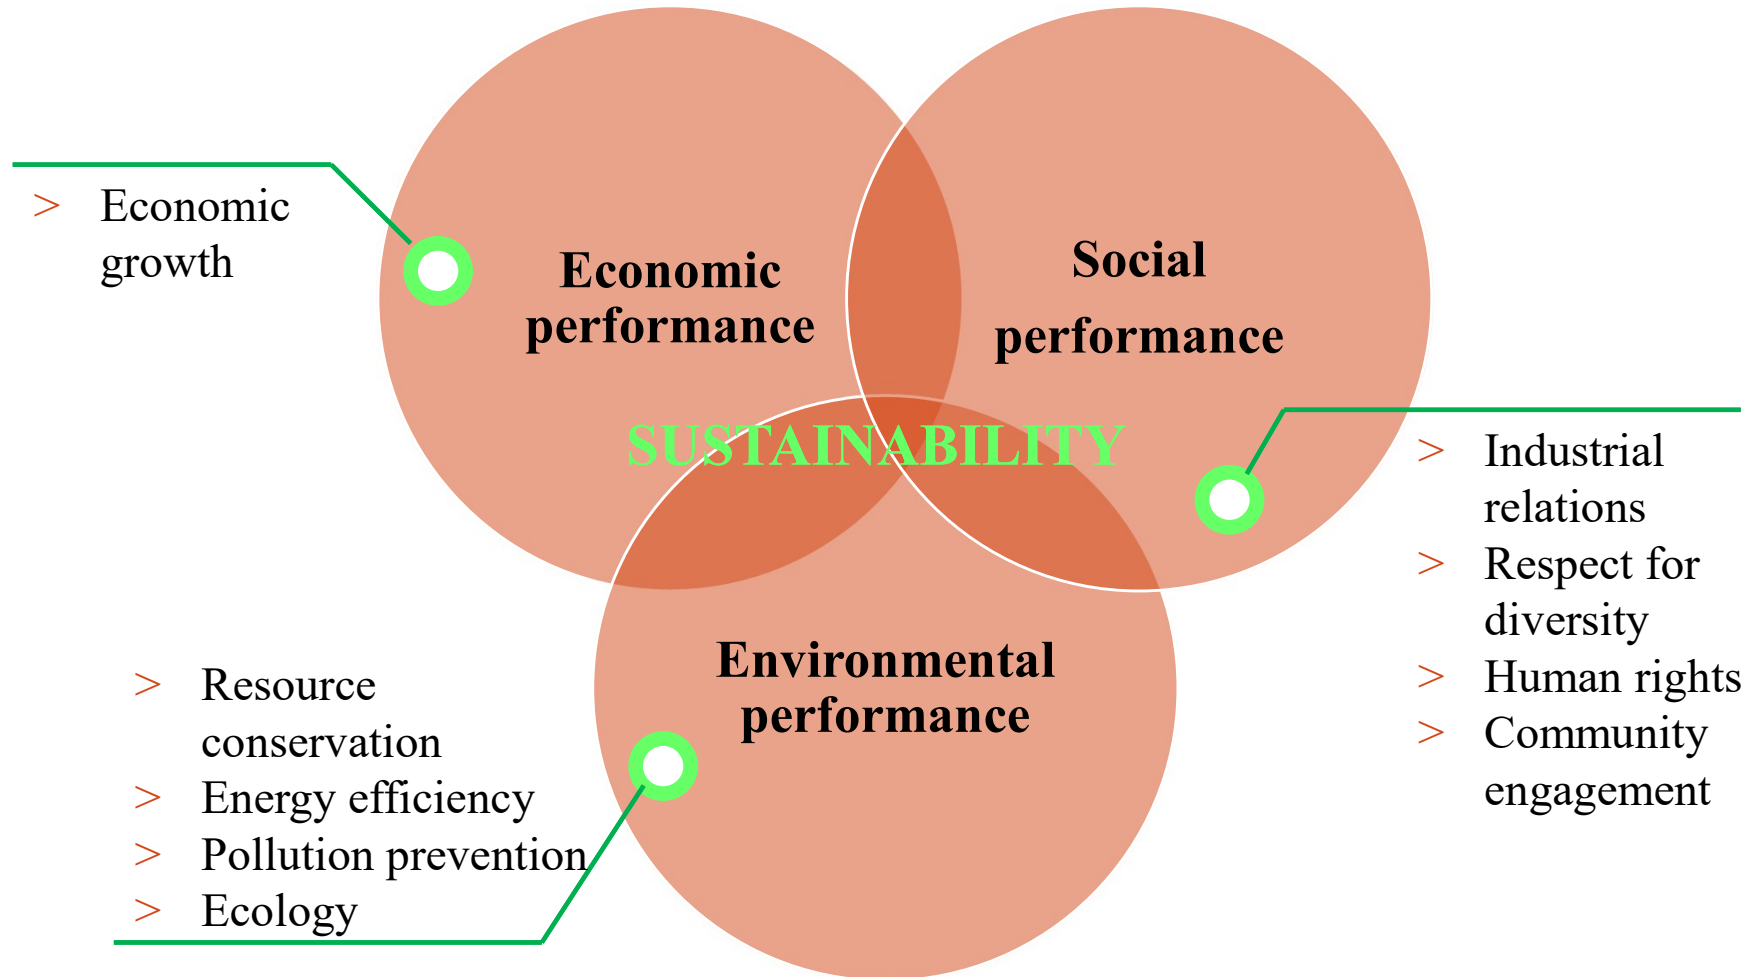 > Economic
growth
Economic
performance
Social
performance
SUSTAINABILITY
> Industrial
relations
> Respect for
diversity
> Human rights
> Community
engagement
Environmental
performance
> Resource
conservation
> Energy efficiency
> Pollution prevention
> Ecology